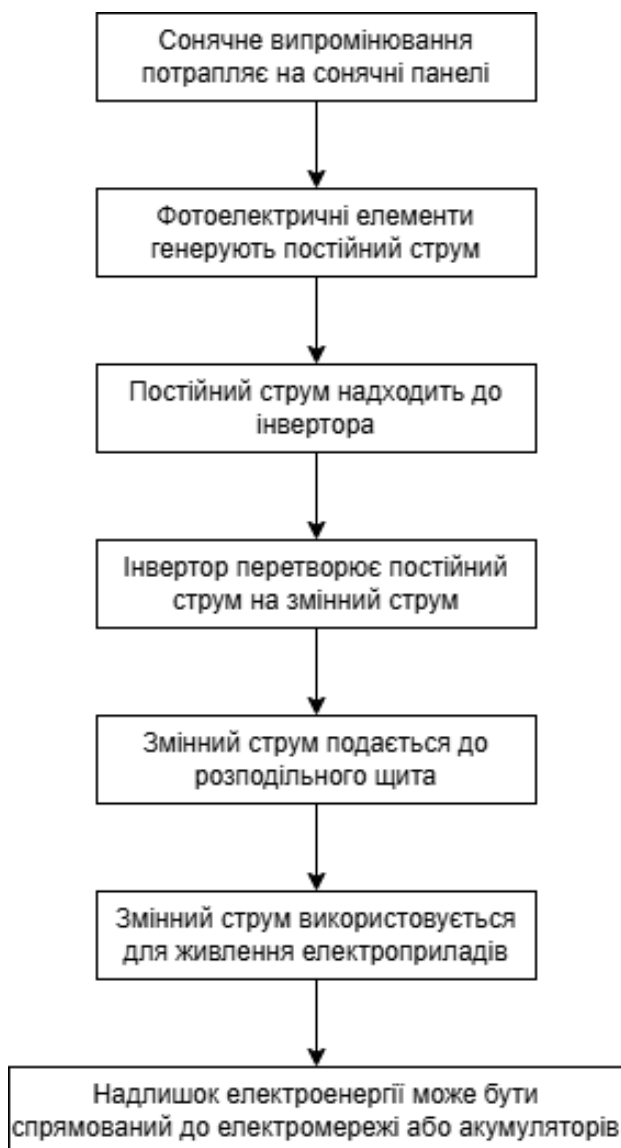 Сонячне випромінювання
потрапляє на сонячні панелі
Фотоелектричні елементи
генерують постійний струм
Постійний струм надходить до
інвертора
Інвертор перетворює постійний
струм на змінний струм
Змінний струм подається до
розподільного щита
Змінний струм використовується
для живлення електроприладів
Надлишок електроенергії може бути
спрямований до електромережі або акумуляторів